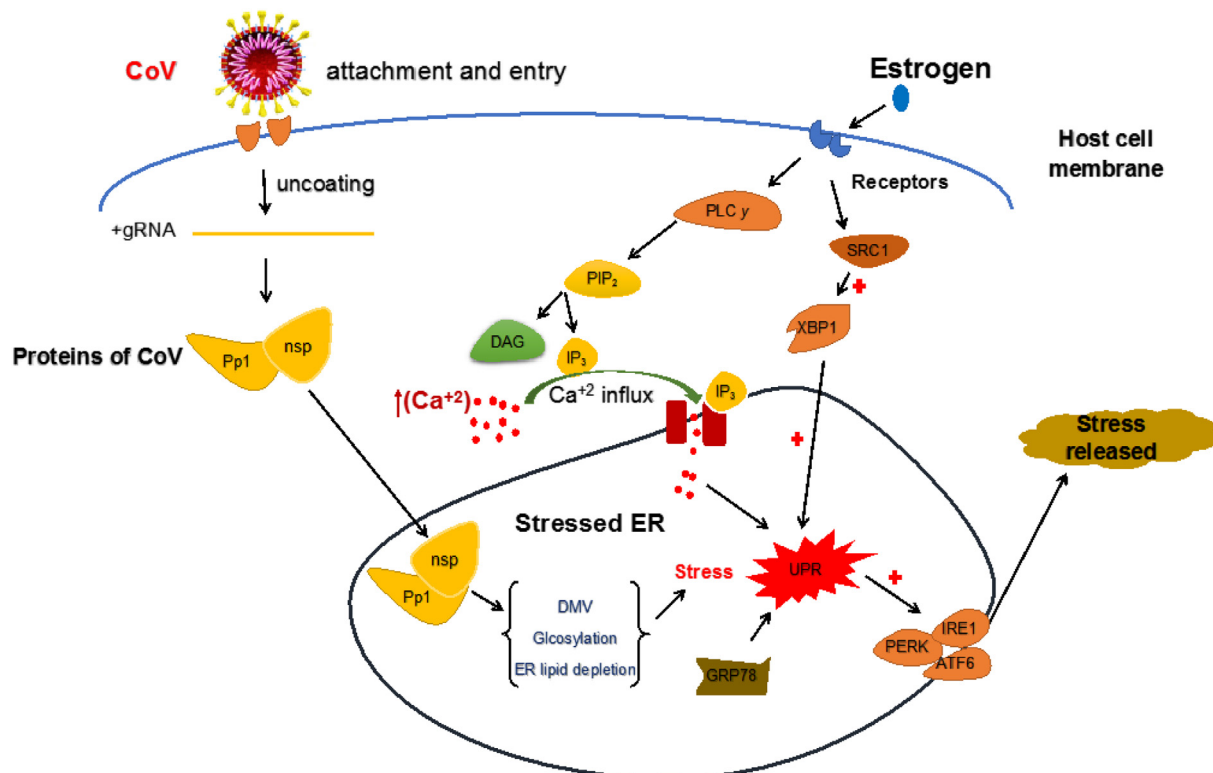 CoV
attachment and entry
Estrogen
Host cell
membrane
uncoating
Receptors
+gRNA
PLC y
SRC1
PIP₂
XBP1
DAG
IP₃
Proteins of CoV
Pp1
nsp
↑(Ca⁺²)
Ca⁺² influx
IP₃
Stress
released
Stressed ER
nsp
Pp1
Stress
UPR
DMV
Glcosylation
ER lipid depletion
GRP78
PERK
IRE1
ATF6